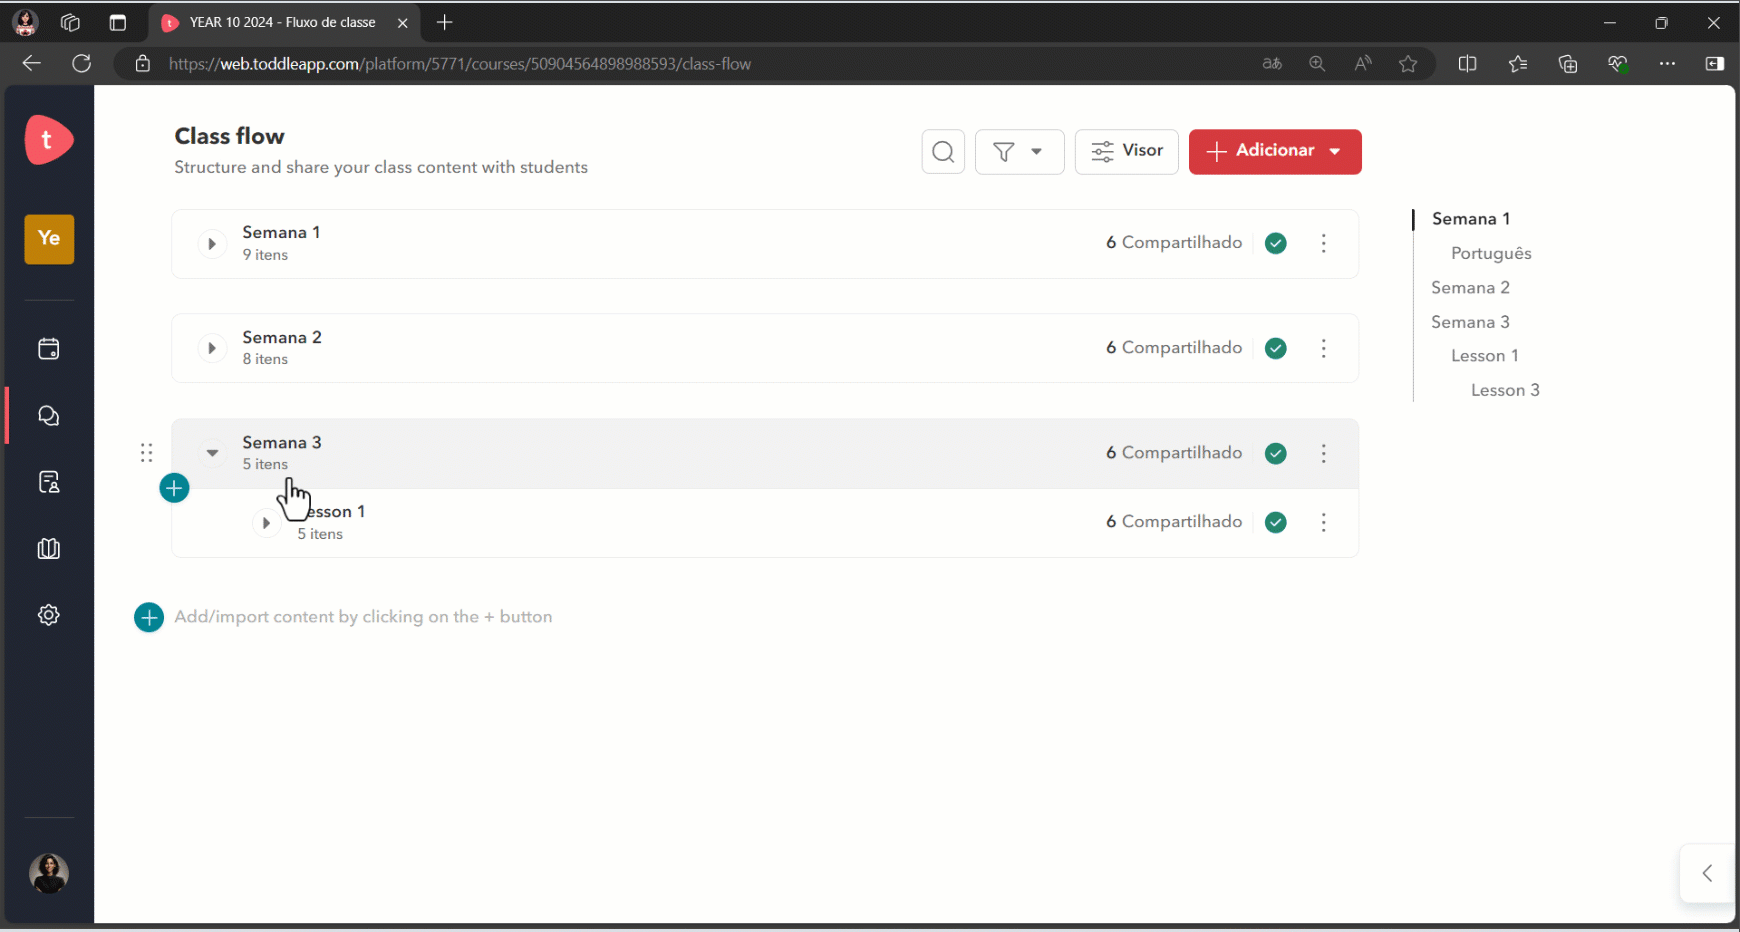 YEAR 10 2024 - Fluxo de classe
https://web.toddleapp.com/platform/5771/courses/50904564898988593/class-flow
t
Ye
Class flow
Structure and share your class content with students
Visor
Adicionar
Semana 1
9 itens
6 Compartilhado
Semana 2
8 itens
6 Compartilhado
Semana 3
5 itens
6 Compartilhado
esson 1
5 itens
6 Compartilhado
Add/import content by clicking on the + button
Semana 1
Português
Semana 2
Semana 3
Lesson 1
Lesson 3